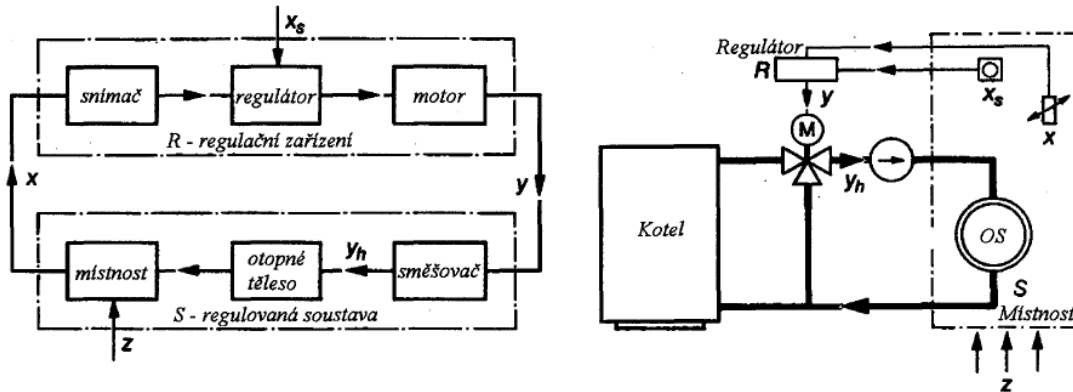 x_s
snímač
regulátor
motor
R - regulační zařízení
x
y
místnost
otopné
těleso
y_h
směšovač
S - regulovaná soustava
z
Regulátor
R
x_s
x
y
M
y_h
Kotel
OS
S
Místnost
z